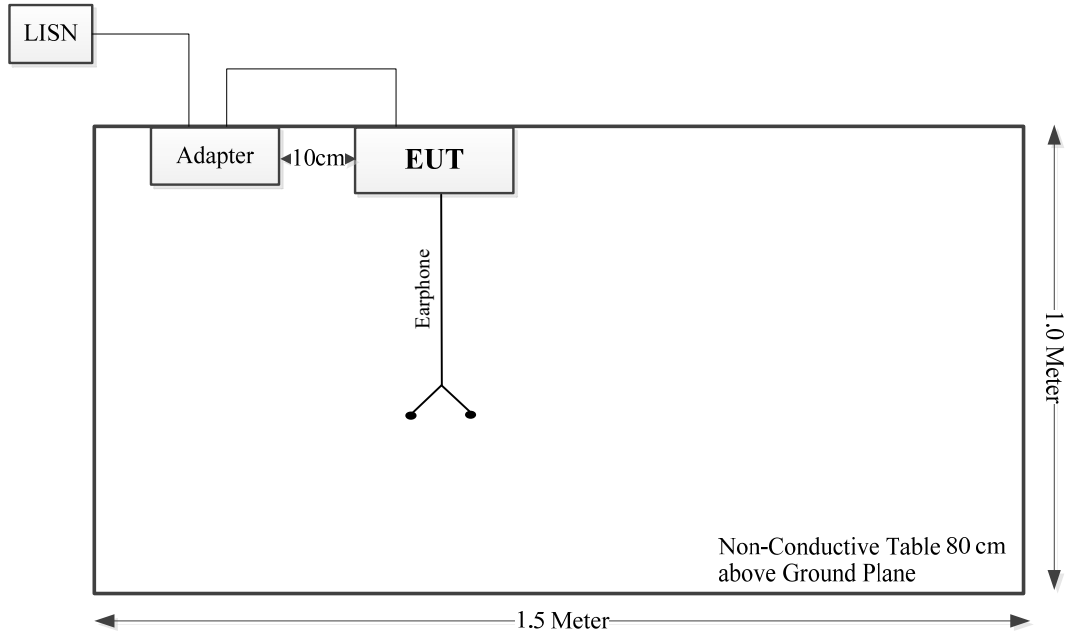 LISN
Adapter
10cm
EUT
Earphone
1.0 Meter
Non-Conductive Table 80 cm
above Ground Plane
1.5 Meter